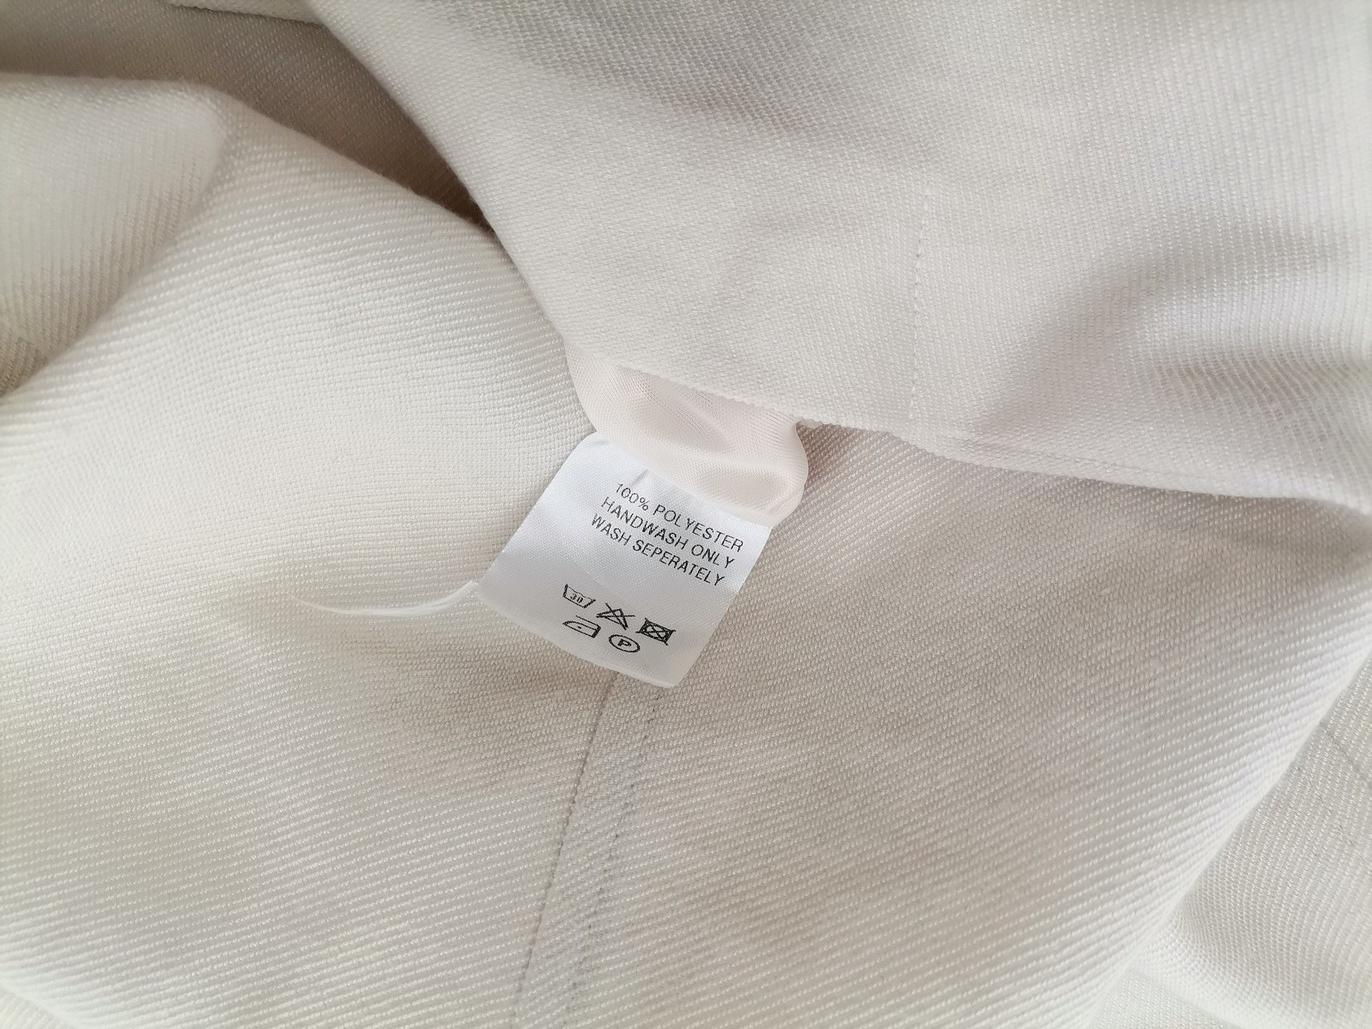 100% POLYESTER
HANDWASH ONLY
WASH SEPERATELY
30
P